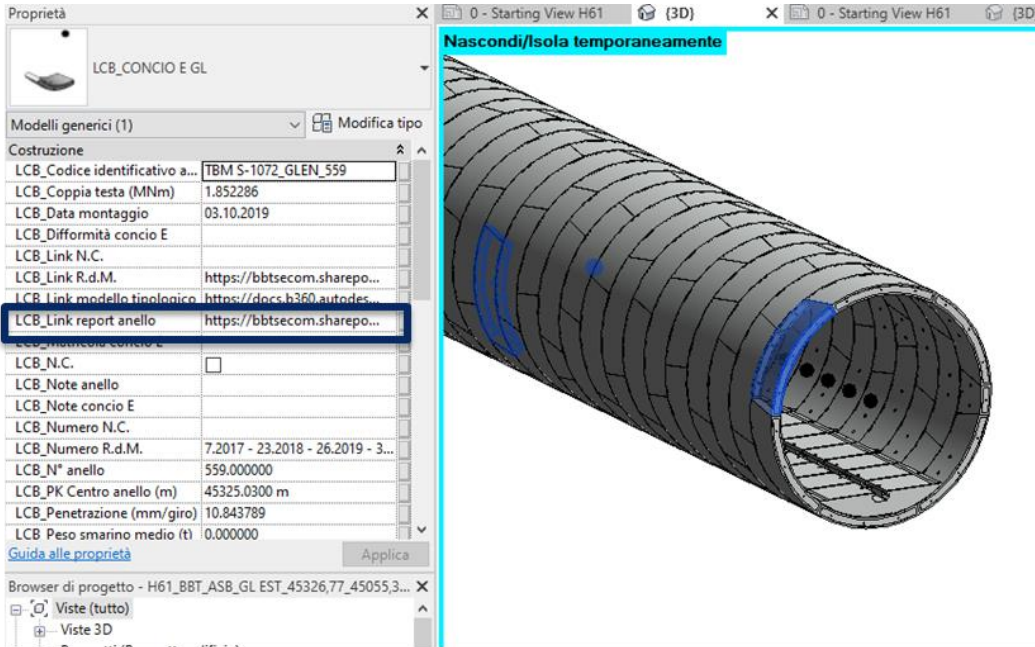 Proprietà
0 - Starting View H61
{3D}
0 - Starting View H61
{3D
Nascondi/Isola temporaneamente
LCB_CONCIO E GL
Modelli generici (1)
Modifica tipo
Costruzione
LCB_Codice identificativo a... TBM S-1072_GLEN_559
LCB_Coppia testa (MNm) 1.852286
LCB_Data montaggio 03.10.2019
LCB_Difformità concio E
LCB_Link N.C.
LCB_Link R.d.M. https://bbtsecom.sharepo...
LCB_Link modello tipologico https://docs.b360.autodes...
LCB_Link report anello https://bbtsecom.sharepo...
LCB_Matricola concio E
LCB_N.C.
LCB_Note anello
LCB_Note concio E
LCB_Numero N.C.
LCB_Numero R.d.M. 7.2017 - 23.2018 - 26.2019 - 3...
LCB_N° anello 559.000000
LCB_PK Centro anello (m) 45325.0300 m
LCB_Penetrazione (mm/giro) 10.843789
LCB_Peso smarino medio (t) 0.000000
Guida alle proprietà
Applica
Browser di progetto - H61_BBT_ASB_GL EST_45326,77_45055,3...
Viste (tutto)
Viste 3D